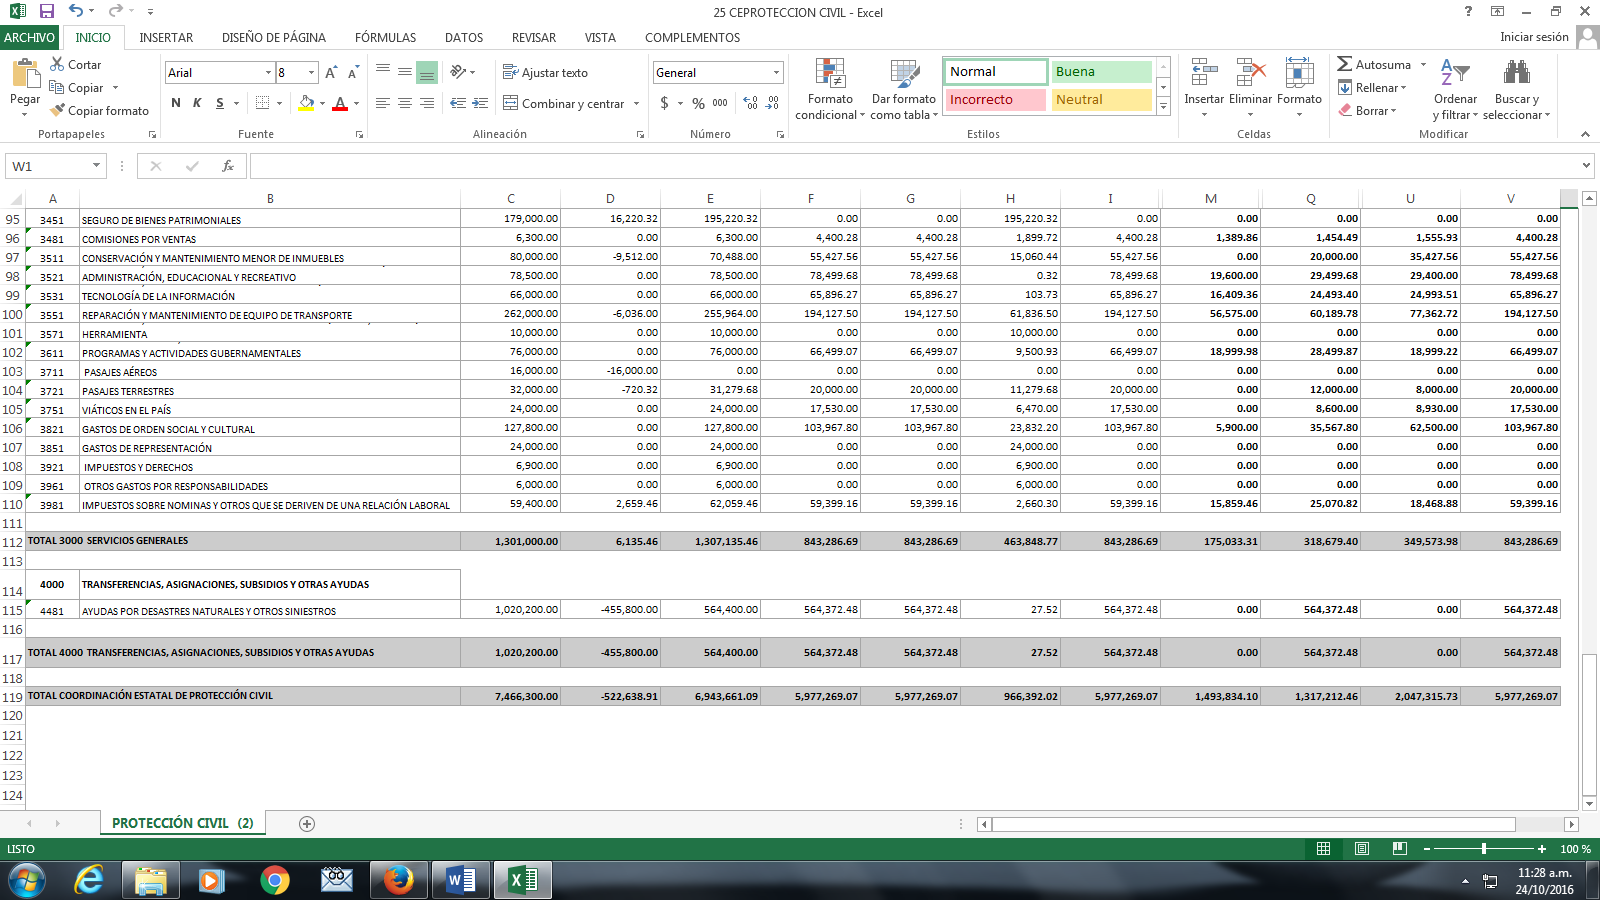 25 CEPROTECCION CIVIL - Excel
ARCHIVO INICIO INSERTAR DISEÑO DE PÁGINA FÓRMULAS DATOS REVISAR VISTA COMPLEMENTOS Iniciar sesión
Pegar Cortar Copiar Copiar formato Portapapeles
Arial 8 N K S Fuente
Ajustar texto Combinar y centrar Alineación
General $ % 000 Número
Formato condicional Dar formato como tabla Normal Buena Incorrecto Neutral Estilos
Insertar Eliminar Formato Celdas
Autosuma Rellenar Borrar Ordenar y filtrar Buscar y seleccionar Modificar
W1 fx
A B C D E F G H I M Q U V
95 3451 SEGURO DE BIENES PATRIMONIALES 179,000.00 16,220.32 195,220.32 0.00 0.00 195,220.32 0.00 0.00 0.00 0.00 0.00
96 3481 COMISIONES POR VENTAS 6,300.00 0.00 6,300.00 4,400.28 4,400.28 1,899.72 4,400.28 1,389.86 1,454.49 1,555.93 4,400.28
97 3511 CONSERVACIÓN Y MANTENIMIENTO MENOR DE INMUEBLES 80,000.00 -9,512.00 70,488.00 55,427.56 55,427.56 15,060.44 55,427.56 0.00 20,000.00 35,427.56 55,427.56
98 3521 ADMINISTRACIÓN, EDUCACIONAL Y RECREATIVO 78,500.00 0.00 78,500.00 78,499.68 78,499.68 0.32 78,499.68 19,600.00 29,499.68 29,400.00 78,499.68
99 3531 TECNOLOGÍA DE LA INFORMACIÓN 66,000.00 0.00 66,000.00 65,896.27 65,896.27 103.73 65,896.27 16,409.36 24,493.40 24,993.51 65,896.27
100 3551 REPARACIÓN Y MANTENIMIENTO DE EQUIPO DE TRANSPORTE 262,000.00 -6,036.00 255,964.00 194,127.50 194,127.50 61,836.50 194,127.50 56,575.00 60,189.78 77,362.72 194,127.50
101 3571 HERRAMIENTA 10,000.00 0.00 10,000.00 0.00 0.00 10,000.00 0.00 0.00 0.00 0.00 0.00
102 3611 PROGRAMAS Y ACTIVIDADES GUBERNAMENTALES 76,000.00 0.00 76,000.00 66,499.07 66,499.07 9,500.93 66,499.07 18,999.98 28,499.87 18,999.22 66,499.07
103 3711 PASAJES AÉREOS 16,000.00 -16,000.00 0.00 0.00 0.00 0.00 0.00 0.00 0.00 0.00 0.00
104 3721 PASAJES TERRESTRES 32,000.00 -720.32 31,279.68 20,000.00 20,000.00 11,279.68 20,000.00 0.00 12,000.00 8,000.00 20,000.00
105 3751 VIÁTICOS EN EL PAÍS 24,000.00 0.00 24,000.00 17,530.00 17,530.00 6,470.00 17,530.00 0.00 8,600.00 8,930.00 17,530.00
106 3821 GASTOS DE ORDEN SOCIAL Y CULTURAL 127,800.00 0.00 127,800.00 103,967.80 103,967.80 23,832.20 103,967.80 5,900.00 35,567.80 62,500.00 103,967.80
107 3851 GASTOS DE REPRESENTACIÓN 24,000.00 0.00 24,000.00 0.00 0.00 24,000.00 0.00 0.00 0.00 0.00 0.00
108 3921 IMPUESTOS Y DERECHOS 6,900.00 0.00 6,900.00 0.00 0.00 6,900.00 0.00 0.00 0.00 0.00 0.00
109 3961 OTROS GASTOS POR RESPONSABILIDADES 6,000.00 0.00 6,000.00 0.00 0.00 6,000.00 0.00 0.00 0.00 0.00 0.00
110 3981 IMPUESTOS SOBRE NOMINAS Y OTROS QUE SE DERIVEN DE UNA RELACIÓN LABORAL 59,400.00 2,659.46 62,059.46 59,399.16 59,399.16 2,660.30 59,399.16 15,859.46 25,070.82 18,468.88 59,399.16
111
112 TOTAL 3000 SERVICIOS GENERALES 1,301,000.00 6,135.46 1,307,135.46 843,286.69 843,286.69 463,848.77 843,286.69 175,033.31 318,679.40 349,573.98 843,286.69
113
114 4000 TRANSFERENCIAS, ASIGNACIONES, SUBSIDIOS Y OTRAS AYUDAS
115 4481 AYUDAS POR DESASTRES NATURALES Y OTROS SINIESTROS 1,020,200.00 -455,800.00 564,400.00 564,372.48 564,372.48 27.52 564,372.48 0.00 564,372.48 0.00 564,372.48
116
117 TOTAL 4000 TRANSFERENCIAS, ASIGNACIONES, SUBSIDIOS Y OTRAS AYUDAS 1,020,200.00 -455,800.00 564,400.00 564,372.48 564,372.48 27.52 564,372.48 0.00 564,372.48 0.00 564,372.48
118
119 TOTAL COORDINACIÓN ESTATAL DE PROTECCIÓN CIVIL 7,466,300.00 -522,638.91 6,943,661.09 5,977,269.07 5,977,269.07 966,392.02 5,977,269.07 1,493,834.10 1,317,212.46 2,047,315.73 5,977,269.07
120
121
122
123
124
PROTECCIÓN CIVIL (2)
LISTO 100 %
11:28 a.m.
24/10/2016